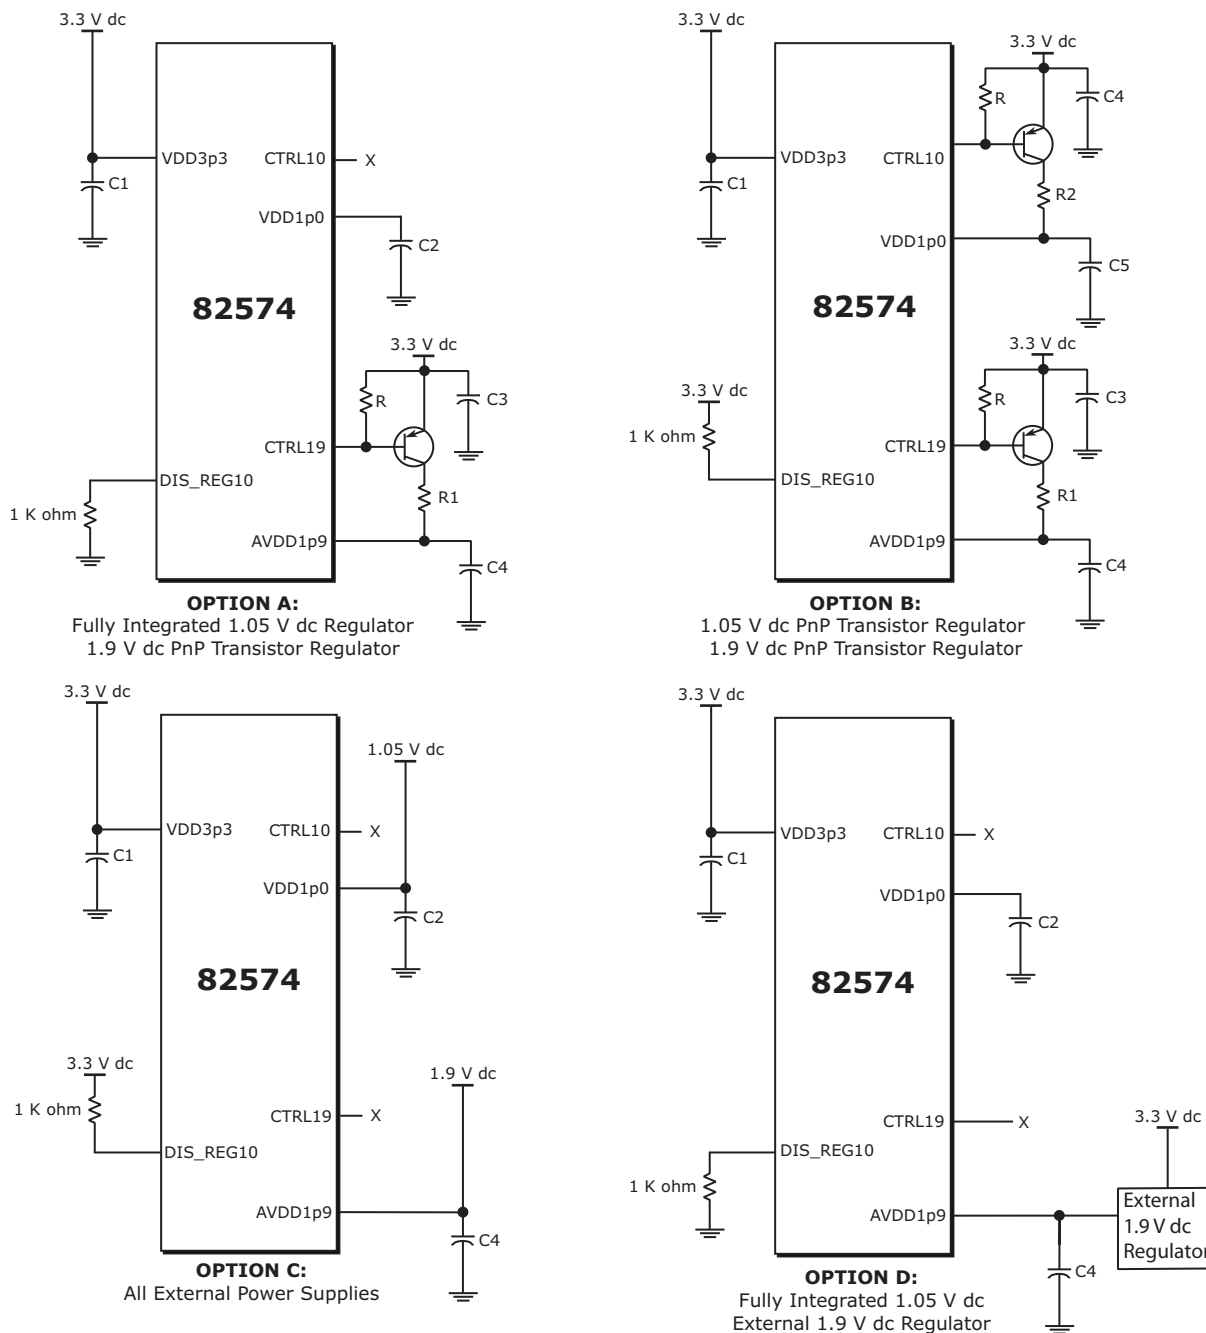 3.3 V dc
VDD3p3
C1
CTRL10
X
VDD1p0
C2
82574
3.3 V dc
R
C3
CTRL19
DIS_REG10
1 K ohm
R1
AVDD1p9
C4
OPTION A:
Fully Integrated 1.05 V dc Regulator
1.9 V dc PnP Transistor Regulator
3.3 V dc
3.3 V dc
R
C4
VDD3p3
CTRL10
C1
R2
VDD1p0
C5
82574
3.3 V dc
3.3 V dc
R
C3
1 K ohm
CTRL19
DIS_REG10
R1
AVDD1p9
C4
OPTION B:
1.05 V dc PnP Transistor Regulator
1.9 V dc PnP Transistor Regulator
3.3 V dc
1.05 V dc
VDD3p3
CTRL10
X
C1
VDD1p0
C2
82574
3.3 V dc
1.9 V dc
1 K ohm
CTRL19
X
DIS_REG10
AVDD1p9
C4
OPTION C:
All External Power Supplies
3.3 V dc
VDD3p3
CTRL10
X
C1
VDD1p0
C2
82574
CTRL19
X
3.3 V dc
DIS_REG10
1 K ohm
AVDD1p9
External
1.9 V dc
Regulator
C4
OPTION D:
Fully Integrated 1.05 V dc
External 1.9 V dc Regulator